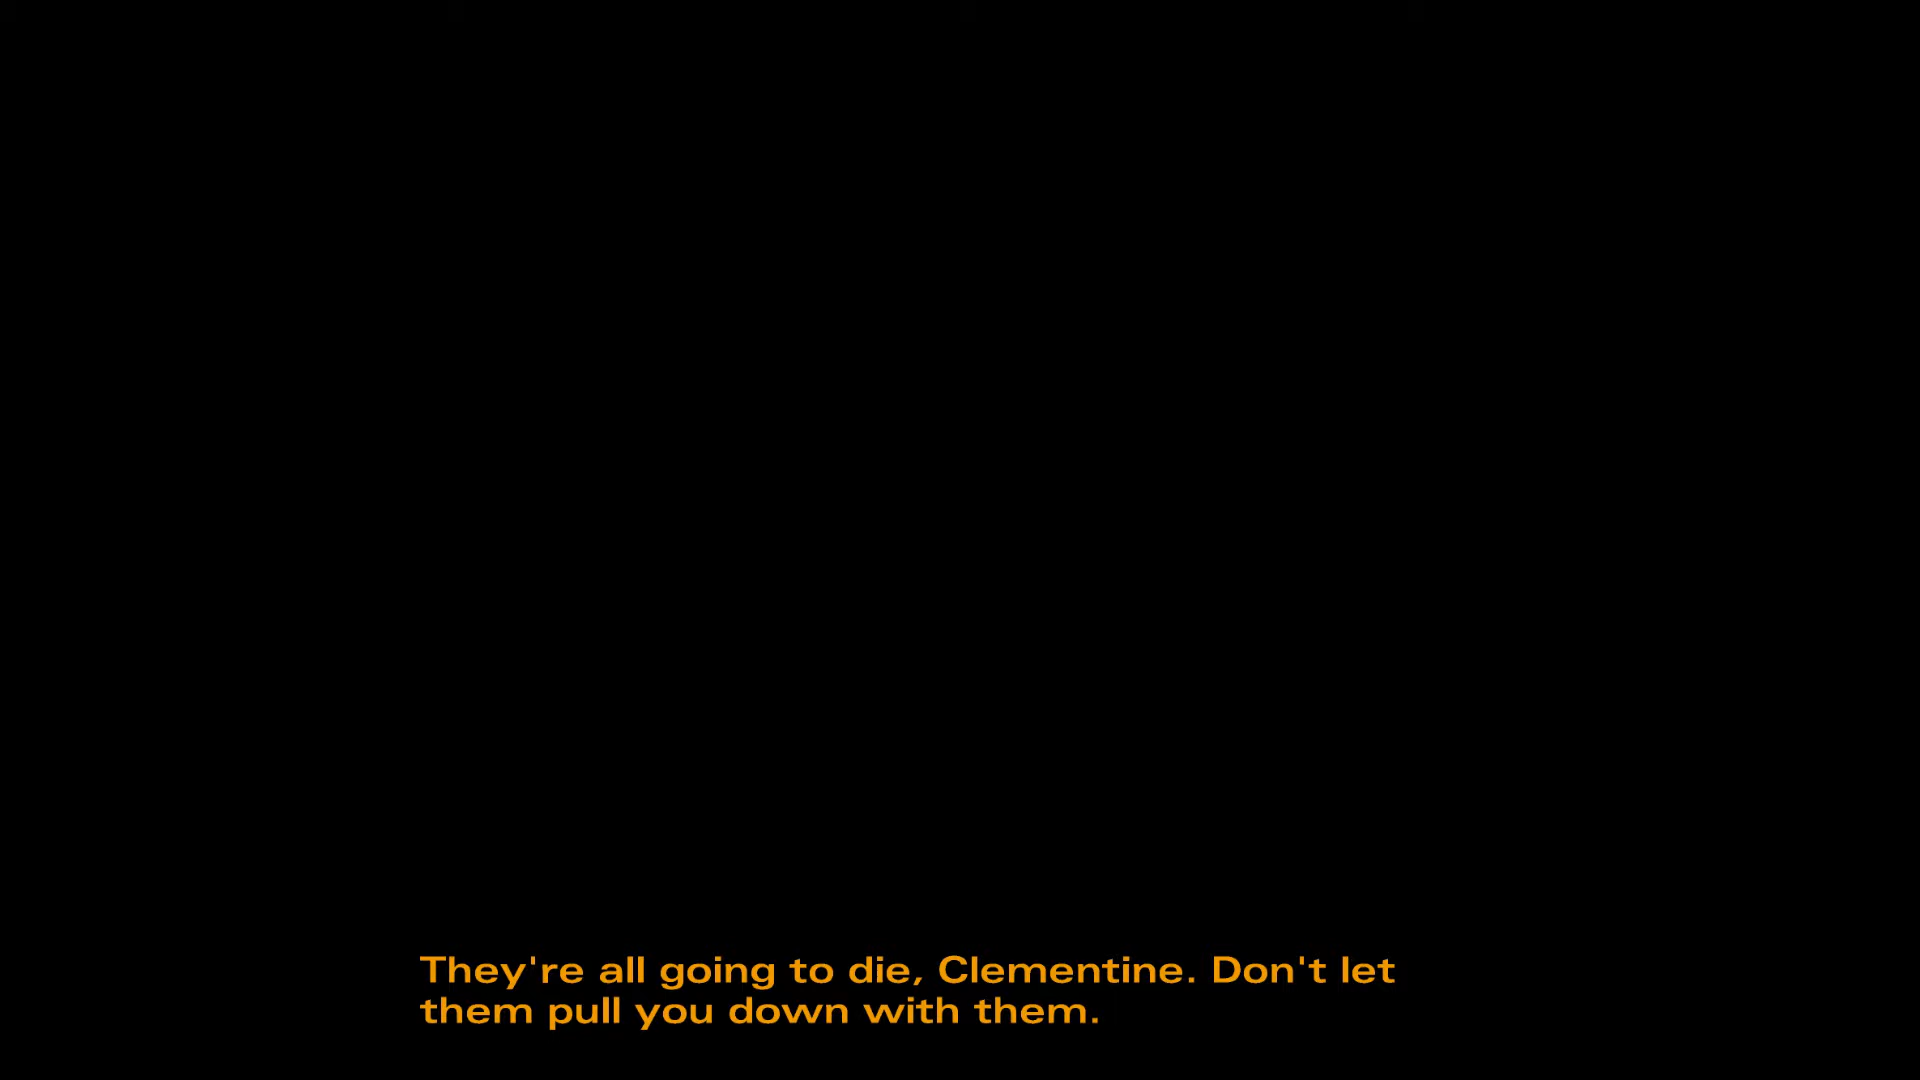 They're all going to die, Clementine. Don't let
them pull you down with them.